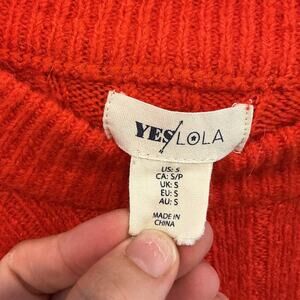 YES/LOLA
US: S
CA: S/P
UK: S
EU: S
AU: S
MADE IN
CHINA